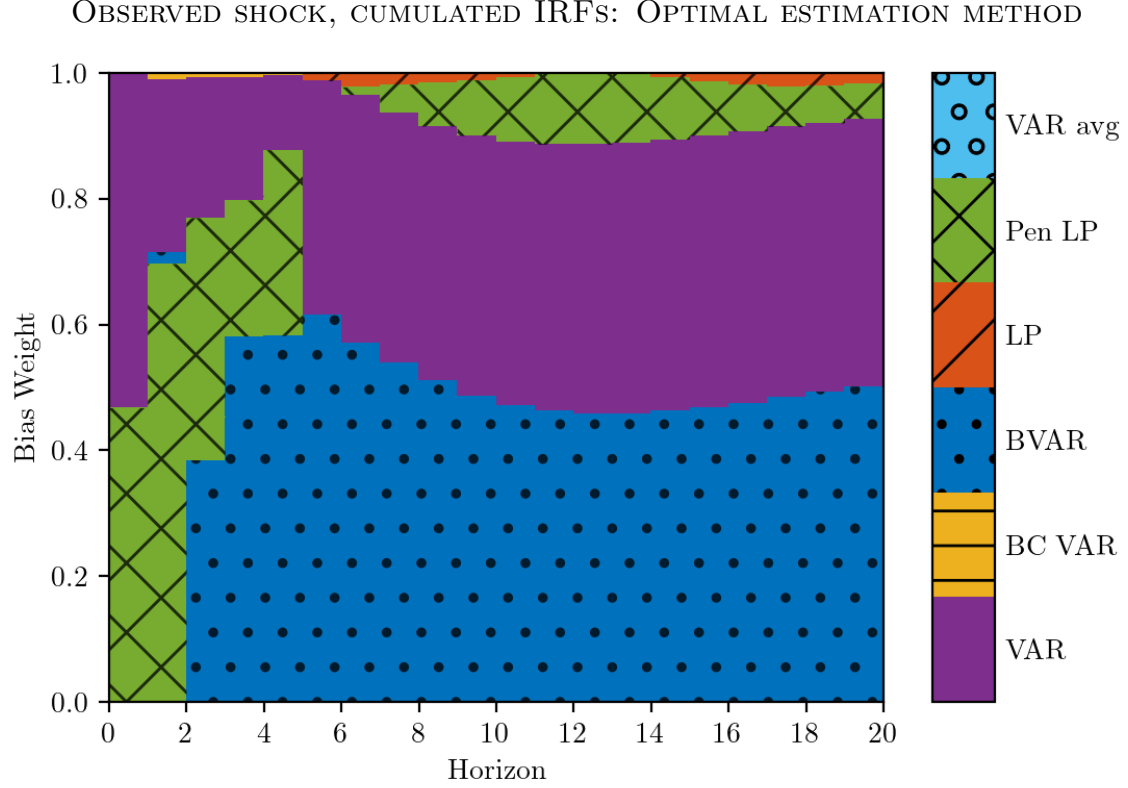 Observed shock, cumulated IRFs: Optimal estimation method
1.0
0.8
0.6
0.4
0.2
0.0
Bias Weight
0 2 4 6 8 10 12 14 16 18 20
Horizon
VAR avg
Pen LP
LP
BVAR
BC VAR
VAR